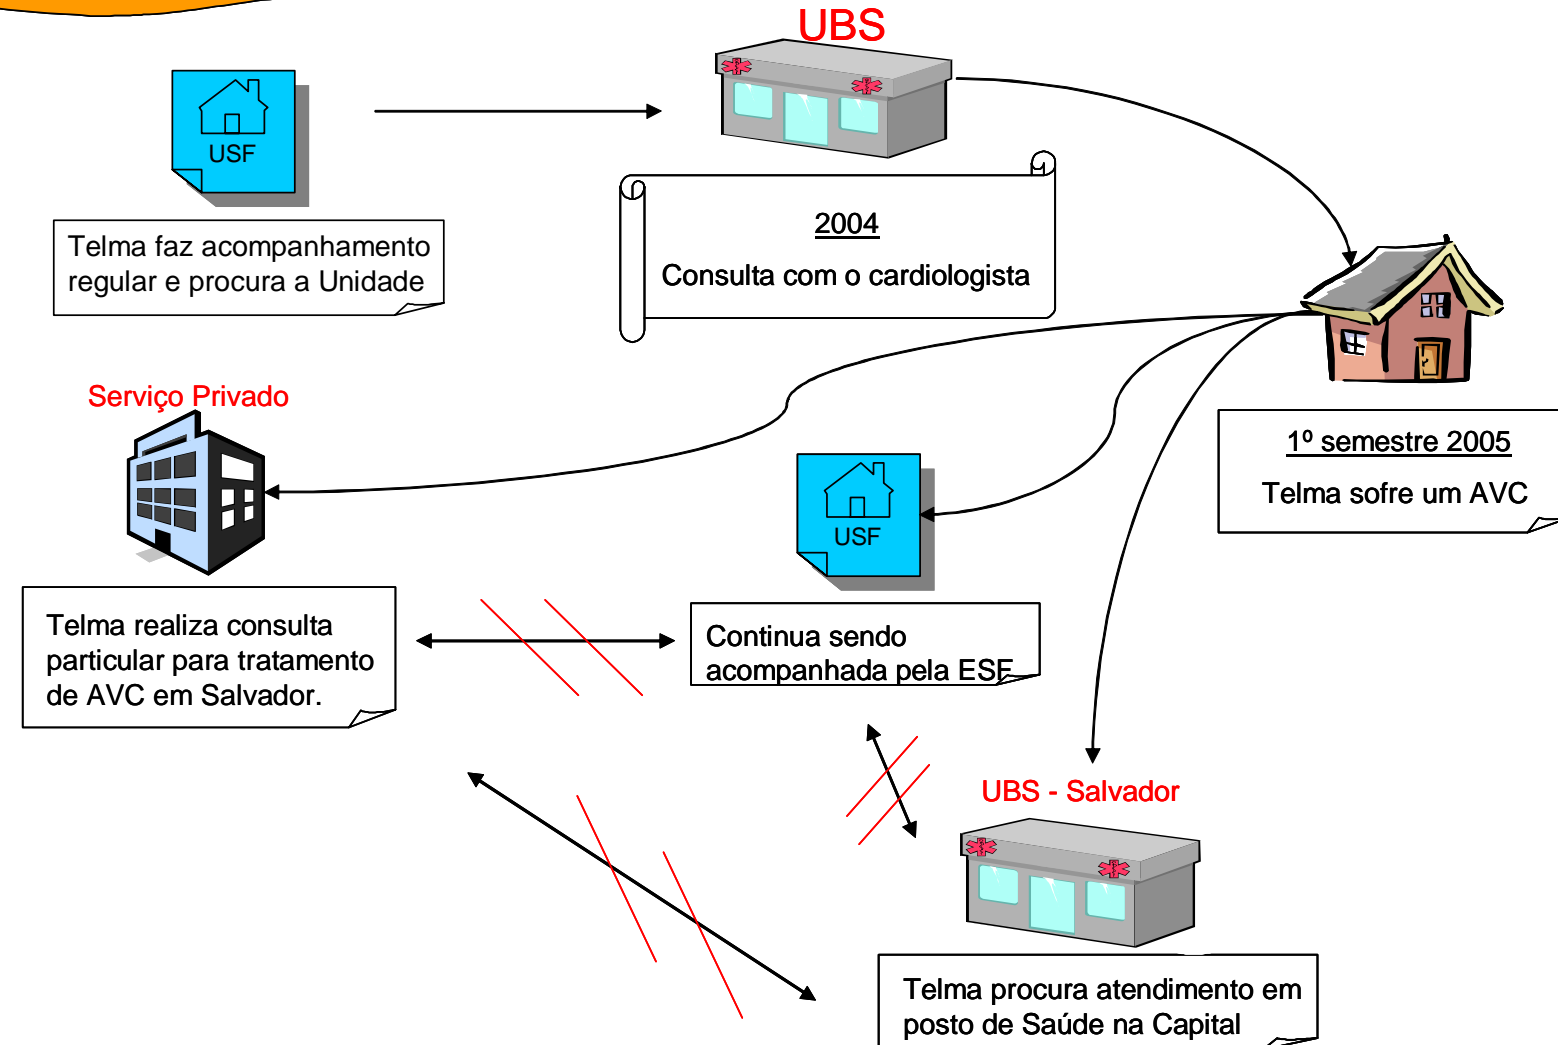 UBS
USF
Telma faz acompanhamento
regular e procura a Unidade
2004
Consulta com o cardiologista
1º semestre 2005
Telma sofre um AVC
Serviço Privado
Telma realiza consulta
particular para tratamento
de AVC em Salvador.
USF
Continua sendo
acompanhada pela ESF
UBS - Salvador
Telma procura atendimento em
posto de Saúde na Capital